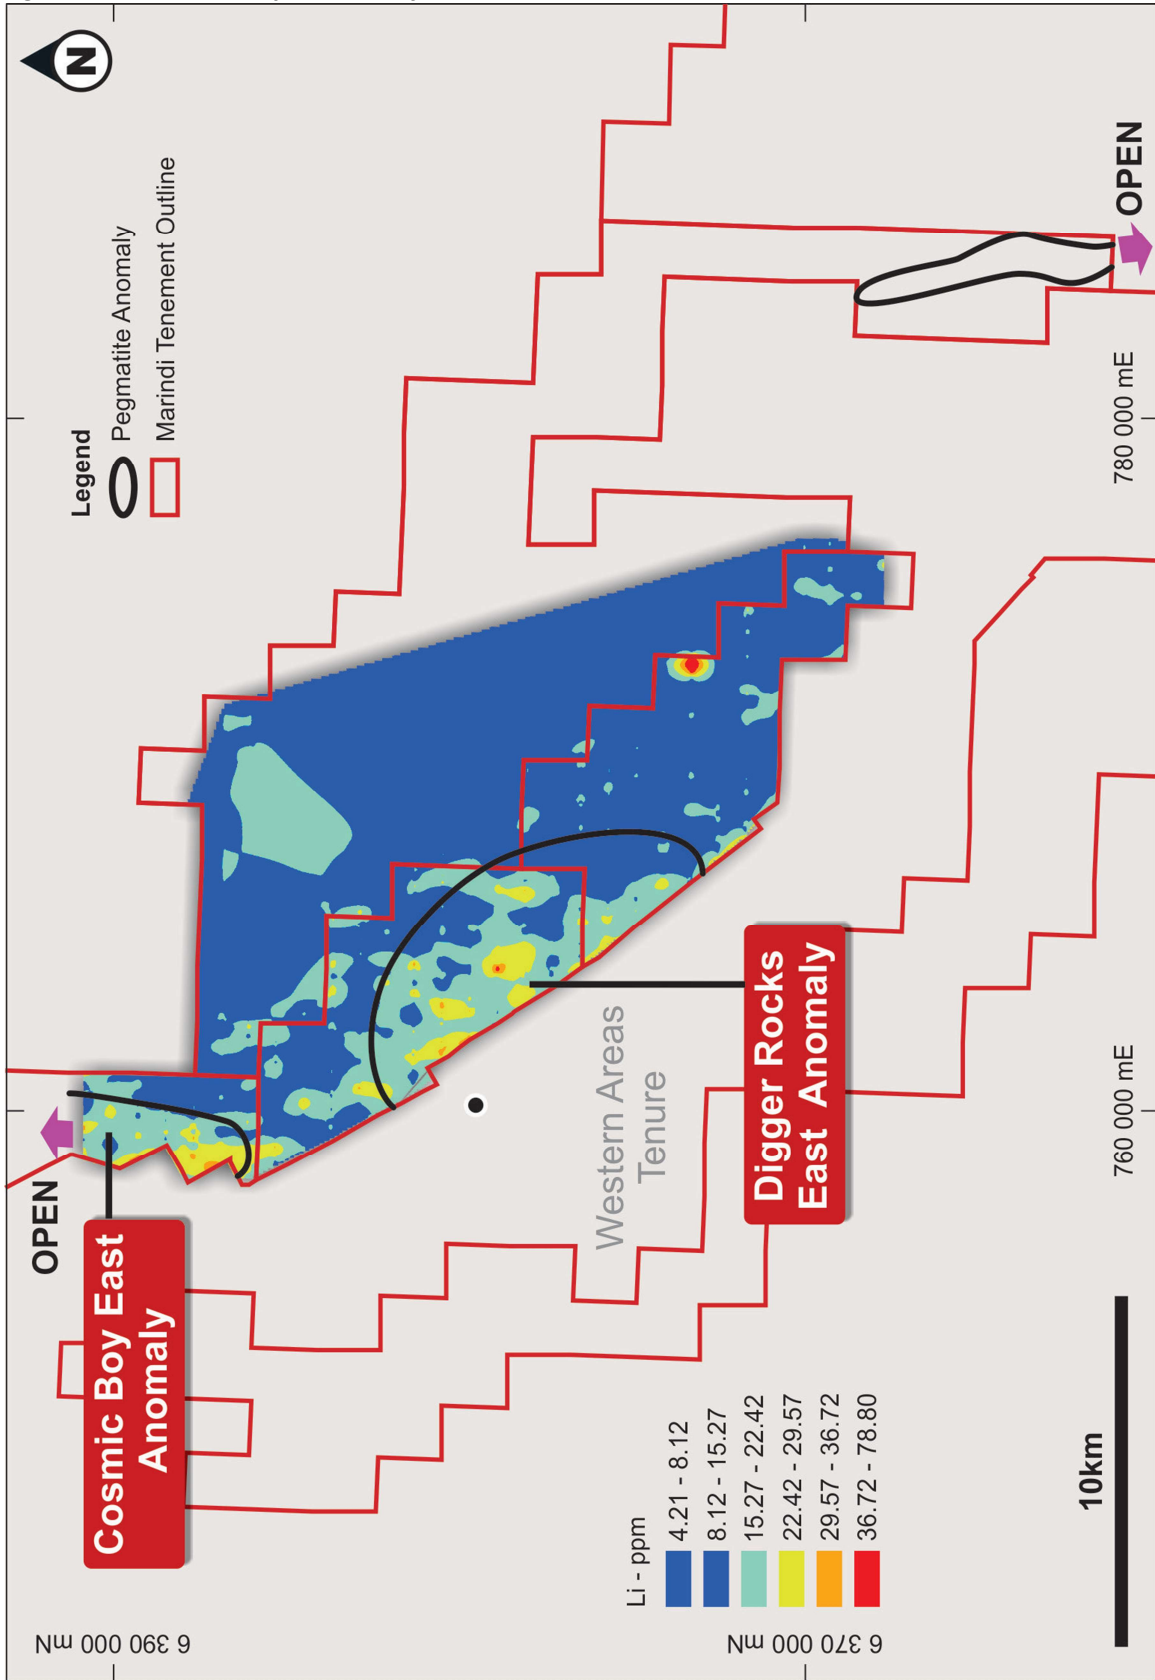 N
Legend
Pegmatite Anomaly
Marindi Tenement Outline
OPEN
Cosmic Boy East
Anomaly
Western Areas
Tenure
Digger Rocks
East Anomaly
OPEN
Li - ppm
4.21 - 8.12
8.12 - 15.27
15.27 - 22.42
22.42 - 29.57
29.57 - 36.72
36.72 - 78.80
10km
6 390 000 mN
6 370 000 mN
760 000 mE
780 000 mE